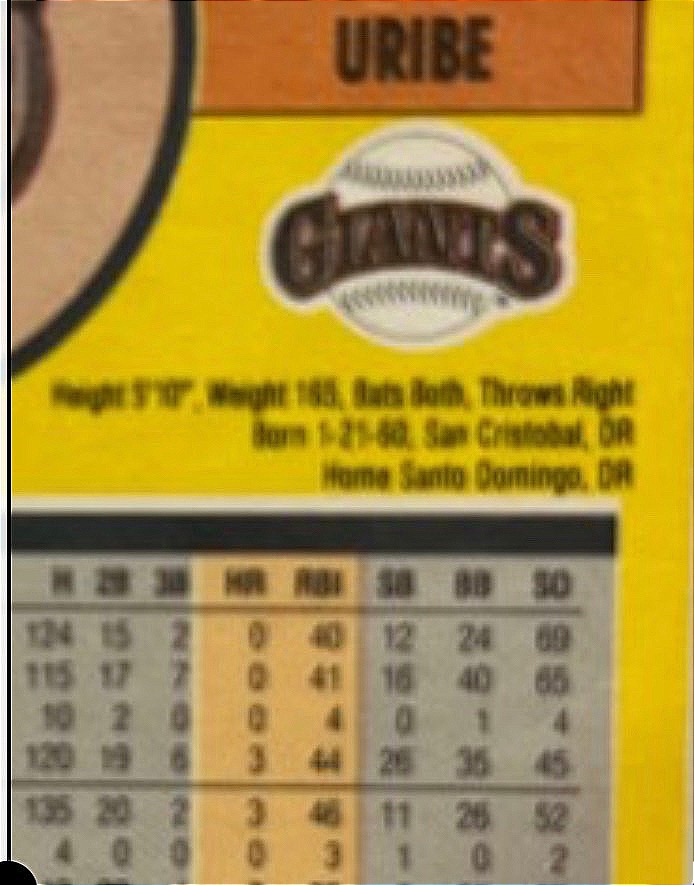 URIBE
GIANTS
Height 5'10", Weight 165, Bats Both, Throws Right
Born 1-21-60, San Cristobal, DR
Home Santo Domingo, DR
H 2B 3B HR RBI SB BB SO
124 15 2 0 40 12 24 69
115 17 7 0 41 16 40 65
10 2 0 0 4 0 1 4
120 19 6 3 44 26 35 45
135 20 2 3 46 11 26 52
4 0 0 0 3 1 0 2